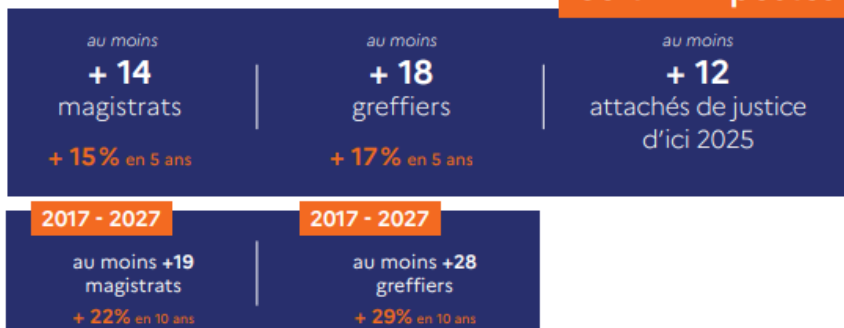 au moins
+ 14
magistrats
+ 15% en 5 ans
au moins
+ 18
greffiers
+ 17% en 5 ans
au moins
+ 12
attachés de justice
d'ici 2025
2017 - 2027
au moins +19
magistrats
+ 22% en 10 ans
2017 - 2027
au moins +28
greffiers
+ 29% en 10 ans